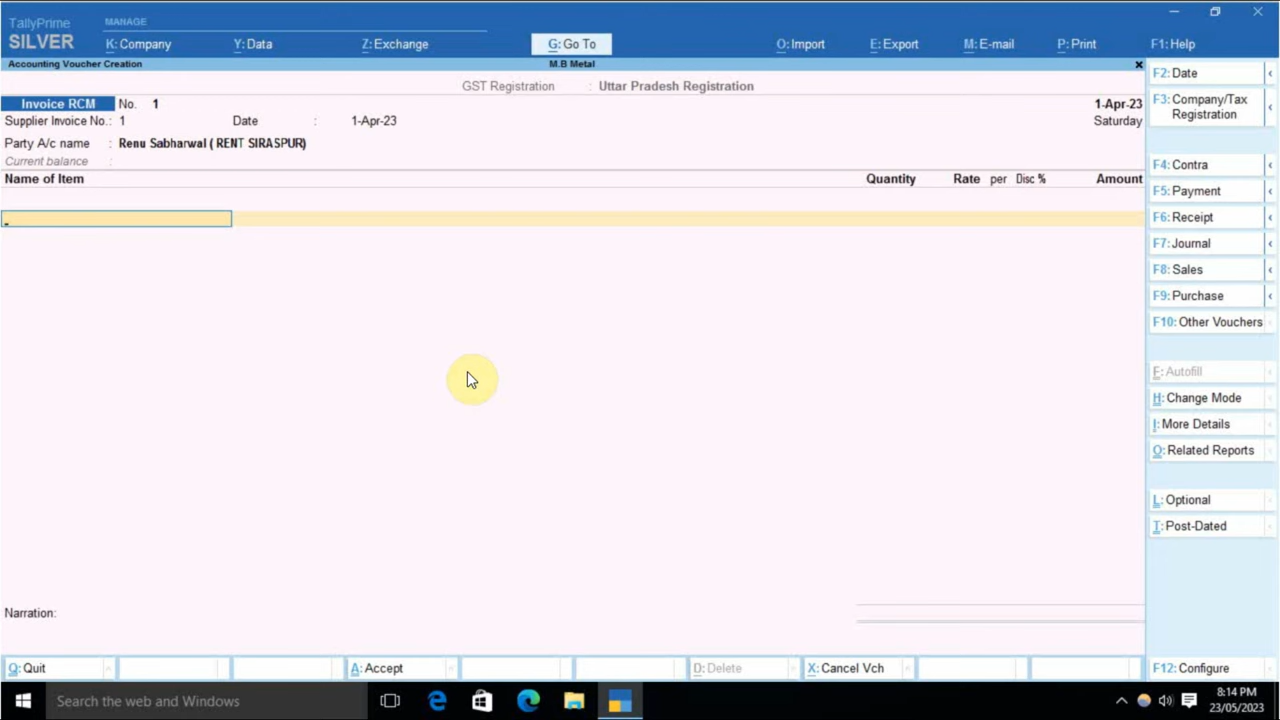 TallyPrime
MANAGE
SILVER
K: Company
Y: Data
Z: Exchange
G: Go To
O: Import
E: Export
M: E-mail
P: Print
F1: Help
Accounting Voucher Creation
M.B Metal
GST Registration : Uttar Pradesh Registration
Invoice RCM No. 1
1-Apr-23
Supplier Invoice No.: 1 Date : 1-Apr-23
Saturday
Party A/c name : Renu Sabharwal ( RENT SIRASPUR)
Current balance :
Name of Item Quantity Rate per Disc % Amount
Narration:
F2: Date
F3: Company/Tax
Registration
F4: Contra
F5: Payment
F6: Receipt
F7: Journal
F8: Sales
F9: Purchase
F10: Other Vouchers
F: Autofill
H: Change Mode
I: More Details
O: Related Reports
L: Optional
T: Post-Dated
Q: Quit
A: Accept
D: Delete
X: Cancel Vch
F12: Configure
Search the web and Windows
8:14 PM
23/05/2023